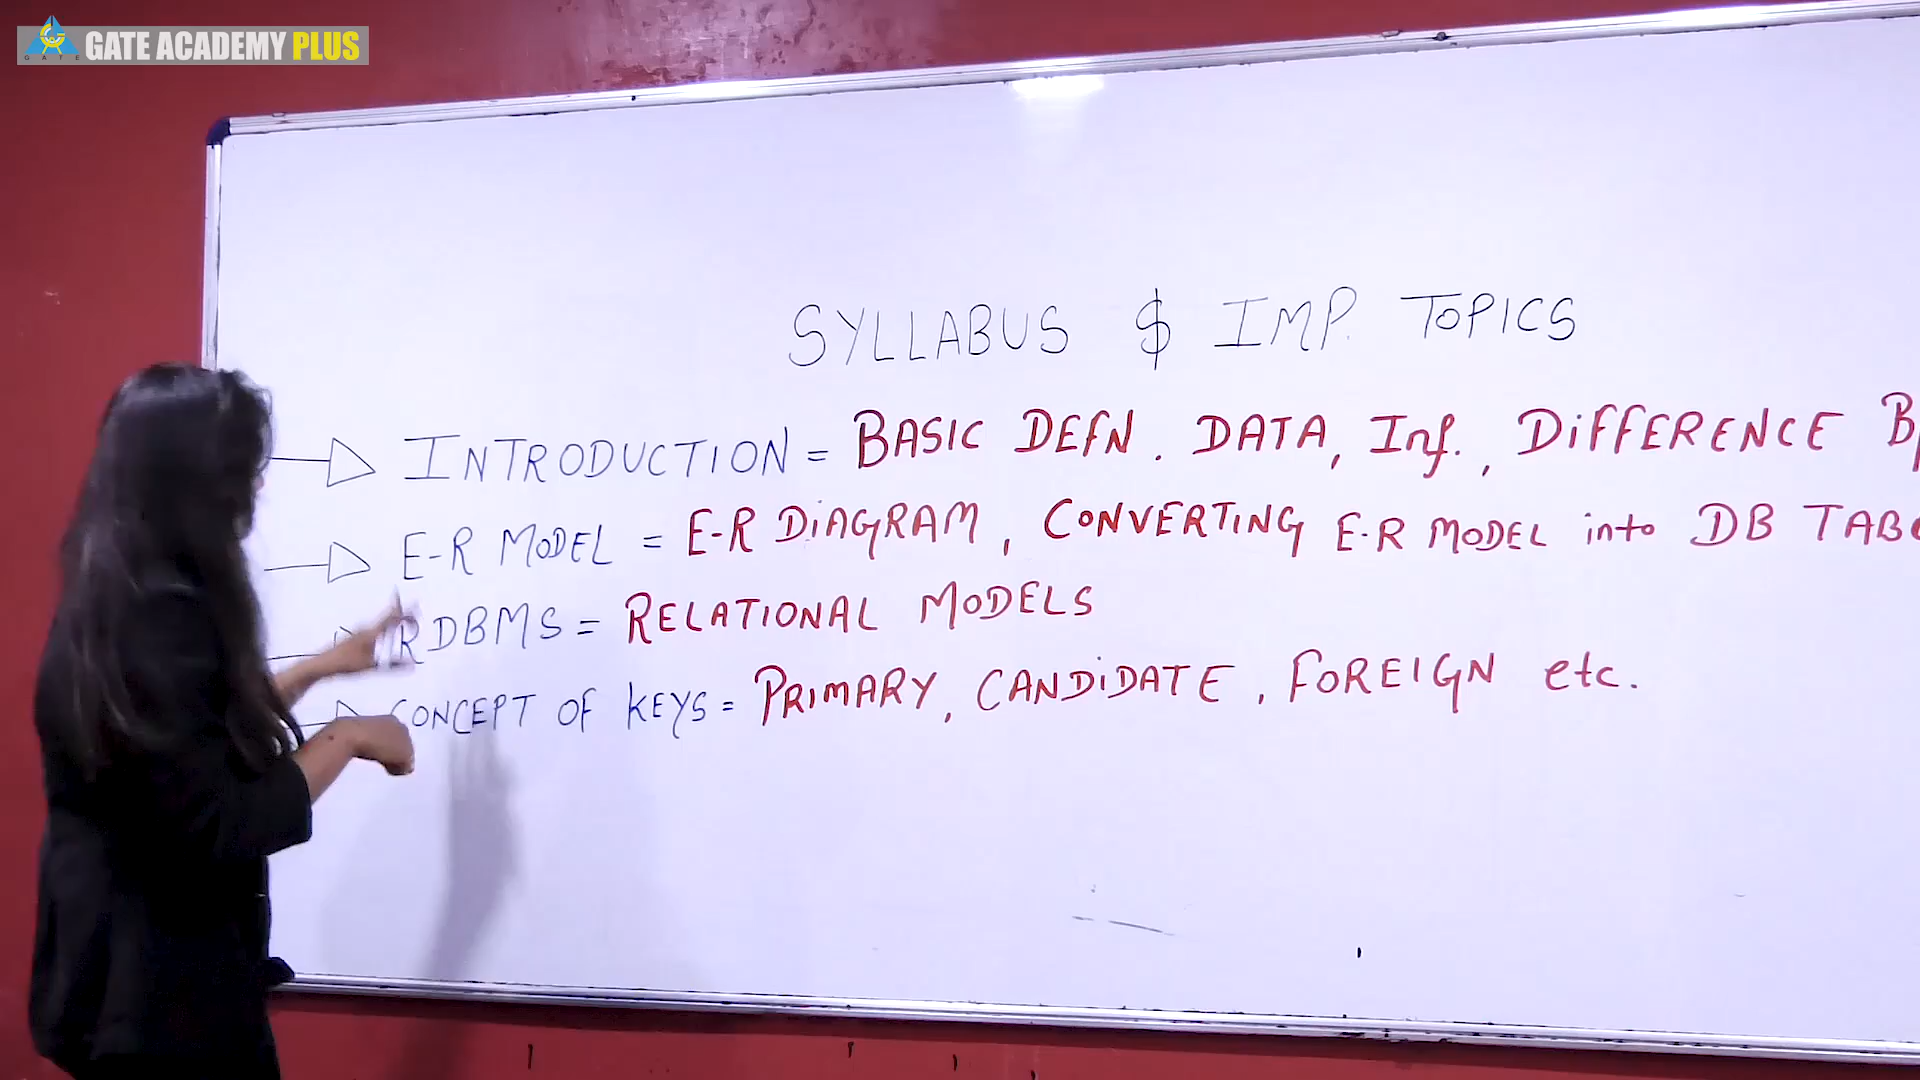 GATE
GATE ACADEMY PLUS
SYLLABUS $ IMP. TOPICS
INTRODUCTION = BASIC DEFN. DATA, Inf., DIFFERENCE
E-R MODEL = E-R DIAGRAM, CONVERTING E-R MODEL into DB
RDBMS = RELATIONAL MODELS
CONCEPT OF KEYS = PRIMARY, CANDIDATE, FOREIGN etc.